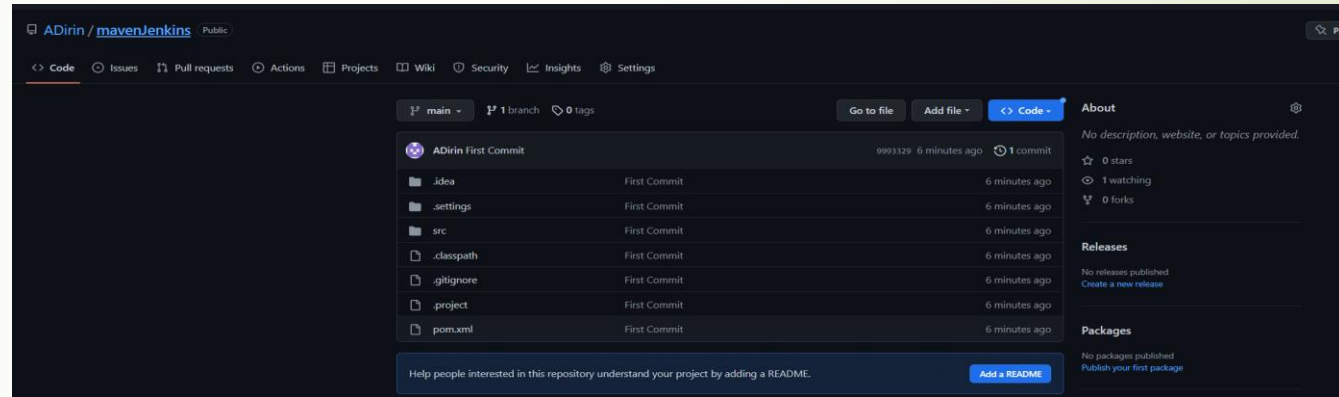 ADirin / mavenJenkins Public
<> Code Issues Pull requests Actions Projects Wiki Security Insights Settings
main 1 branch 0 tags Go to file Add file <> Code
ADirin First Commit 9993329 6 minutes ago 1 commit
.idea First Commit 6 minutes ago
.settings First Commit 6 minutes ago
src First Commit 6 minutes ago
.classpath First Commit 6 minutes ago
.gitignore First Commit 6 minutes ago
.project First Commit 6 minutes ago
pom.xml First Commit 6 minutes ago
Help people interested in this repository understand your project by adding a README. Add a README
About
No description, website, or topics provided.
0 stars
1 watching
0 forks
Releases
No releases published
Create a new release
Packages
No packages published
Publish your first package